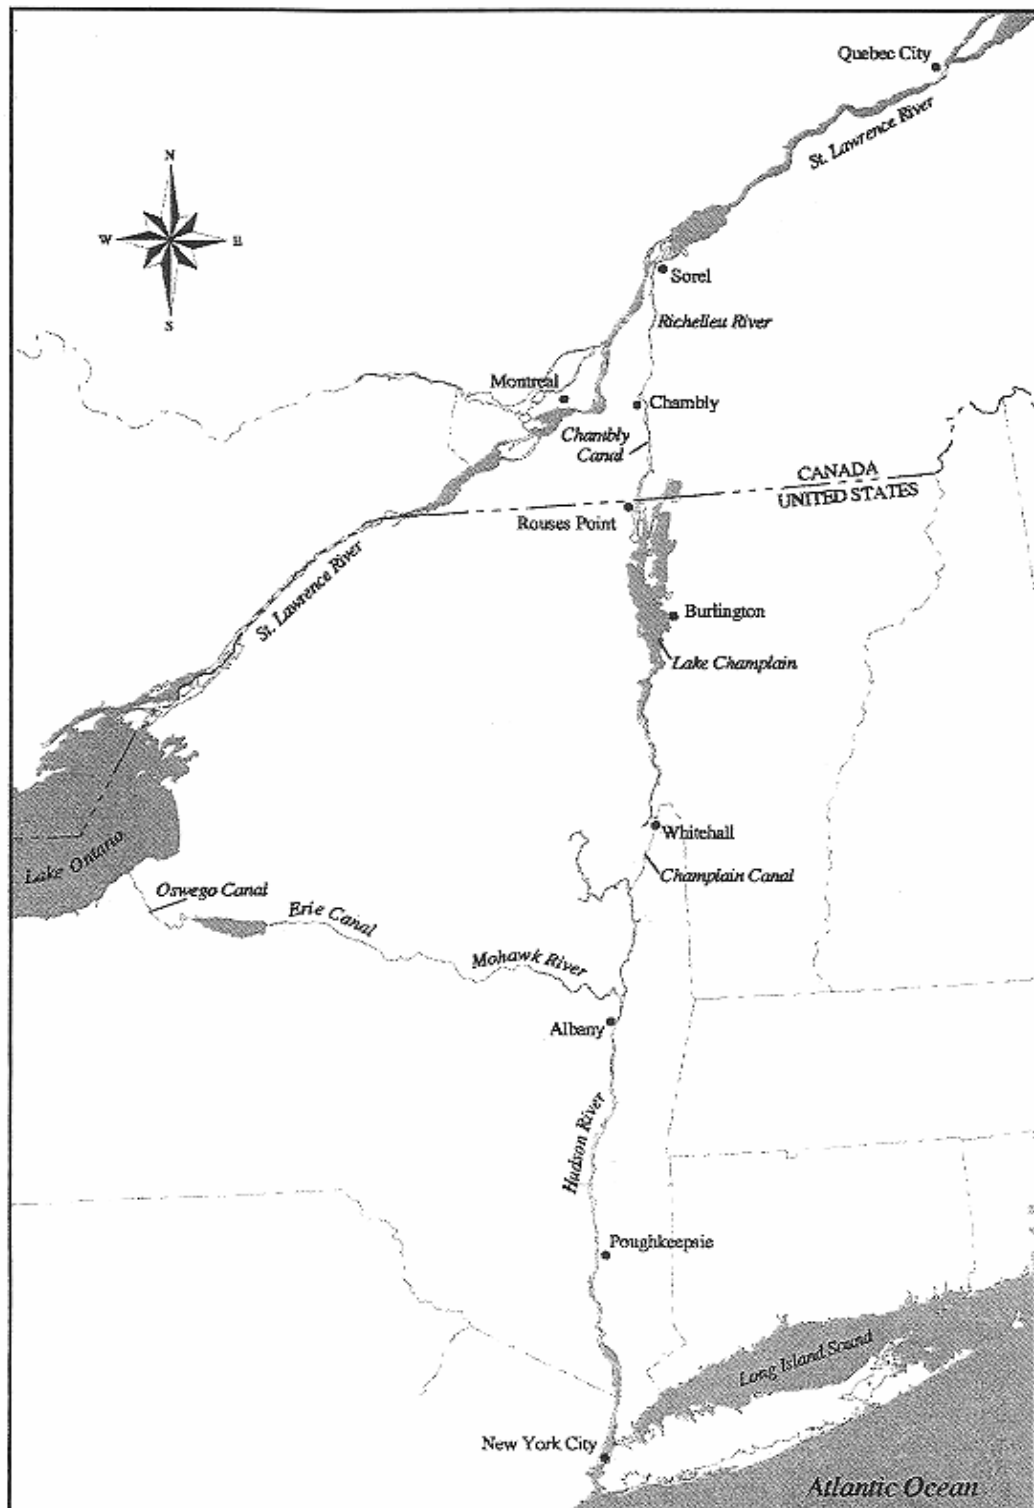 Quebec City
St. Lawrence River
N
W
E
S
Sorel
Richelieu River
Montreal
Chambly
Chambly
Canal
CANADA
UNITED STATES
Rouses Point
St. Lawrence River
Burlington
Lake Champlain
Whitehall
Lake Ontario
Champlain Canal
Oswego Canal
Erie Canal
Mohawk River
Albany
Hudson River
Poughkeepsie
Long Island Sound
New York City
Atlantic Ocean